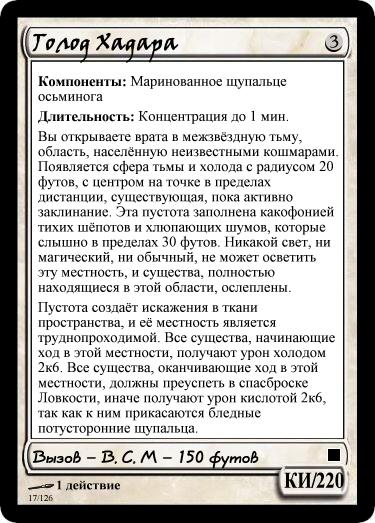 Голод Хадара
3
Компоненты: Маринованное щупальце
осьминога
Длительность: Концентрация до 1 мин.
Вы открываете врата в межзвёздную тьму,
область, населённую неизвестными кошмарами.
Появляется сфера тьмы и холода с радиусом 20
футов, с центром на точке в пределах
дистанции, существующая, пока активно
заклинание. Эта пустота заполнена какофонией
тихих шёпотов и хлюпающих шумов, которые
слышно в пределах 30 футов. Никакой свет, ни
магический, ни обычный, не может осветить
эту местность, и существа, полностью
находящиеся в этой области, ослеплены.
Пустота создаёт искажения в ткани
пространства, и её местность является
труднопроходимой. Все существа, начинающие
ход в этой местности, получают урон холодом
2к6. Все существа, оканчивающие ход в этой
местности, должны преуспеть в спасброске
Ловкости, иначе получают урон кислотой 2к6,
так как к ним прикасаются бледные
потусторонние щупальца.
Вызов – В, С, М – 150 футов
КИ/220
1 действие
17/126